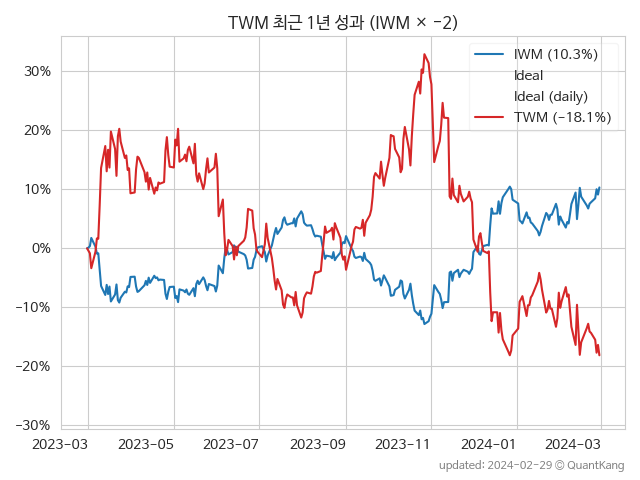 TWM 최근 1년 성과 (IWM × −2)
IWM (10.3%)
Ideal
Ideal (daily)
TWM (−18.1%)
30%
20%
10%
0%
−10%
−20%
−30%
2023−03 2023−05 2023−07 2023−09 2023−11 2024−01 2024−03
updated: 2024−02−29 ⓒ QuantKang